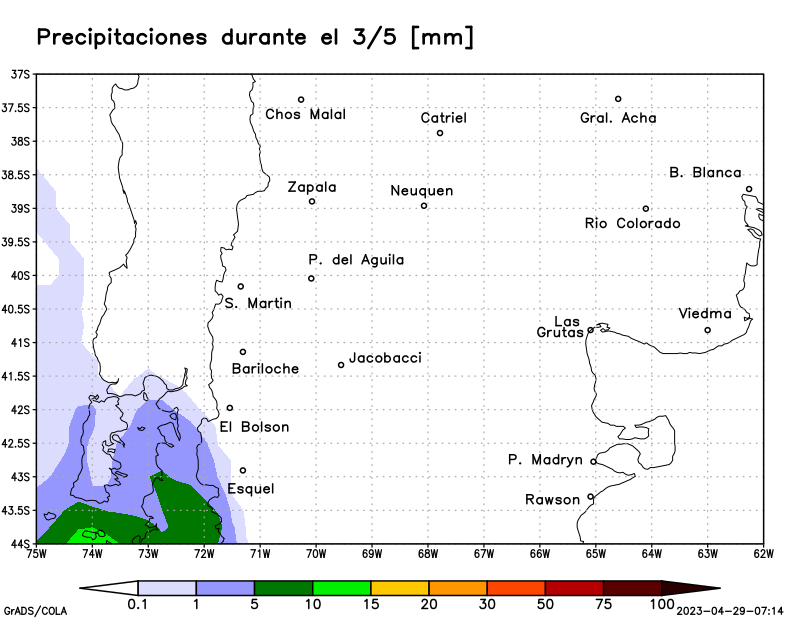 Precipitaciones durante el 3/5 [mm]
37S
37.5S
38S
38.5S
39S
39.5S
40S
40.5S
41S
41.5S
42S
42.5S
43S
43.5S
44S
Chos Malal
Catriel
Gral. Acha
B. Blanca
Zapala
Neuquen
Rio Colorado
P. del Aguila
S. Martin
Viedma
Las
Grutas
Bariloche
Jacobacci
El Bolson
P. Madryn
Esquel
Rawson
75W 74W 73W 72W 71W 70W 69W 68W 67W 66W 65W 64W 63W 62W
0.1 1 5 10 15 20 30 50 75 100
GrADS/COLA
2023-04-29-07:14